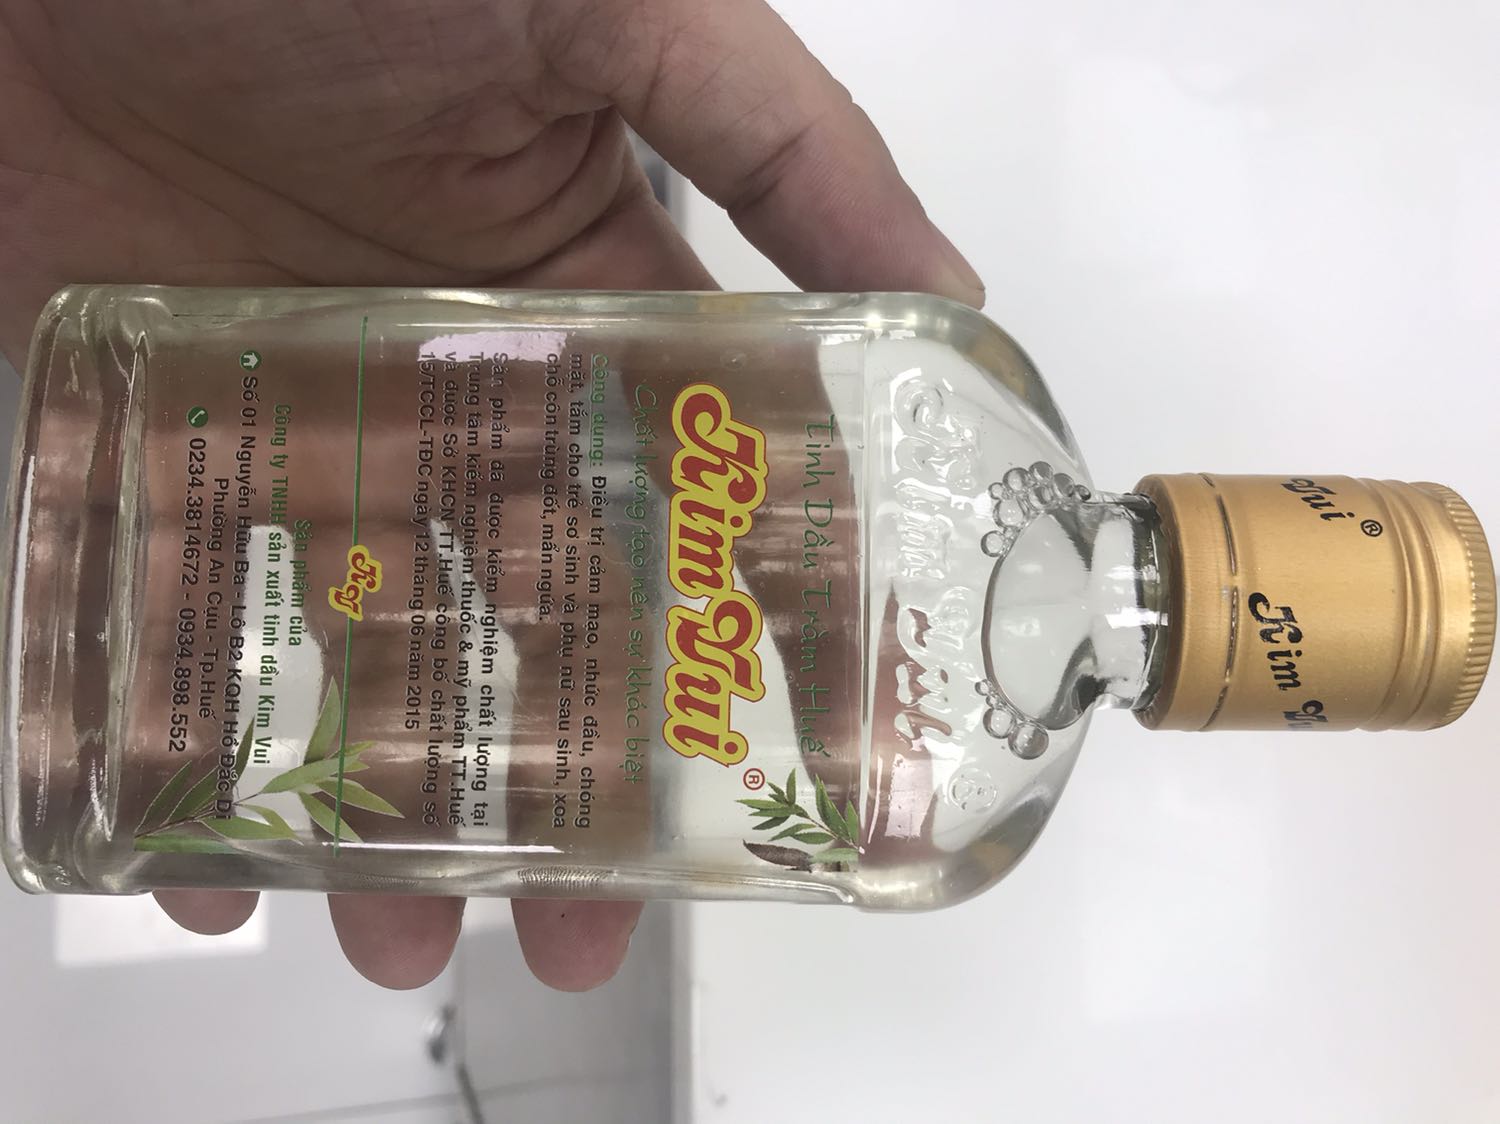 Kim Vui
Vui ®
Kim Vui ®
Tinh Dầu Tràm Huế
Kim Vui ®
Chất lượng tạo nên sự khác biệt
Công dụng: Điều trị cảm mạo, nhức đầu, chóng
mặt, tắm cho trẻ sơ sinh và phụ nữ sau sinh, xoa
chỗ côn trùng đốt, mẩn ngứa.
Sản phẩm đã được kiểm nghiệm chất lượng tại
Trung tâm kiểm nghiệm thuốc & mỹ phẩm TT.Huế
và được Sở KHCN TT.Huế công bố chất lượng số
15/TCCL-TĐC ngày 12 tháng 06 năm 2015
KV
Sản phẩm của
Công ty TNHH sản xuất tinh dầu Kim Vui
Số 01 Nguyễn Hữu Ba - Lô B2 KQH Hồ Đắc Di
Phường An Cựu - Tp.Huế
0234.3814672 - 0934.898.552